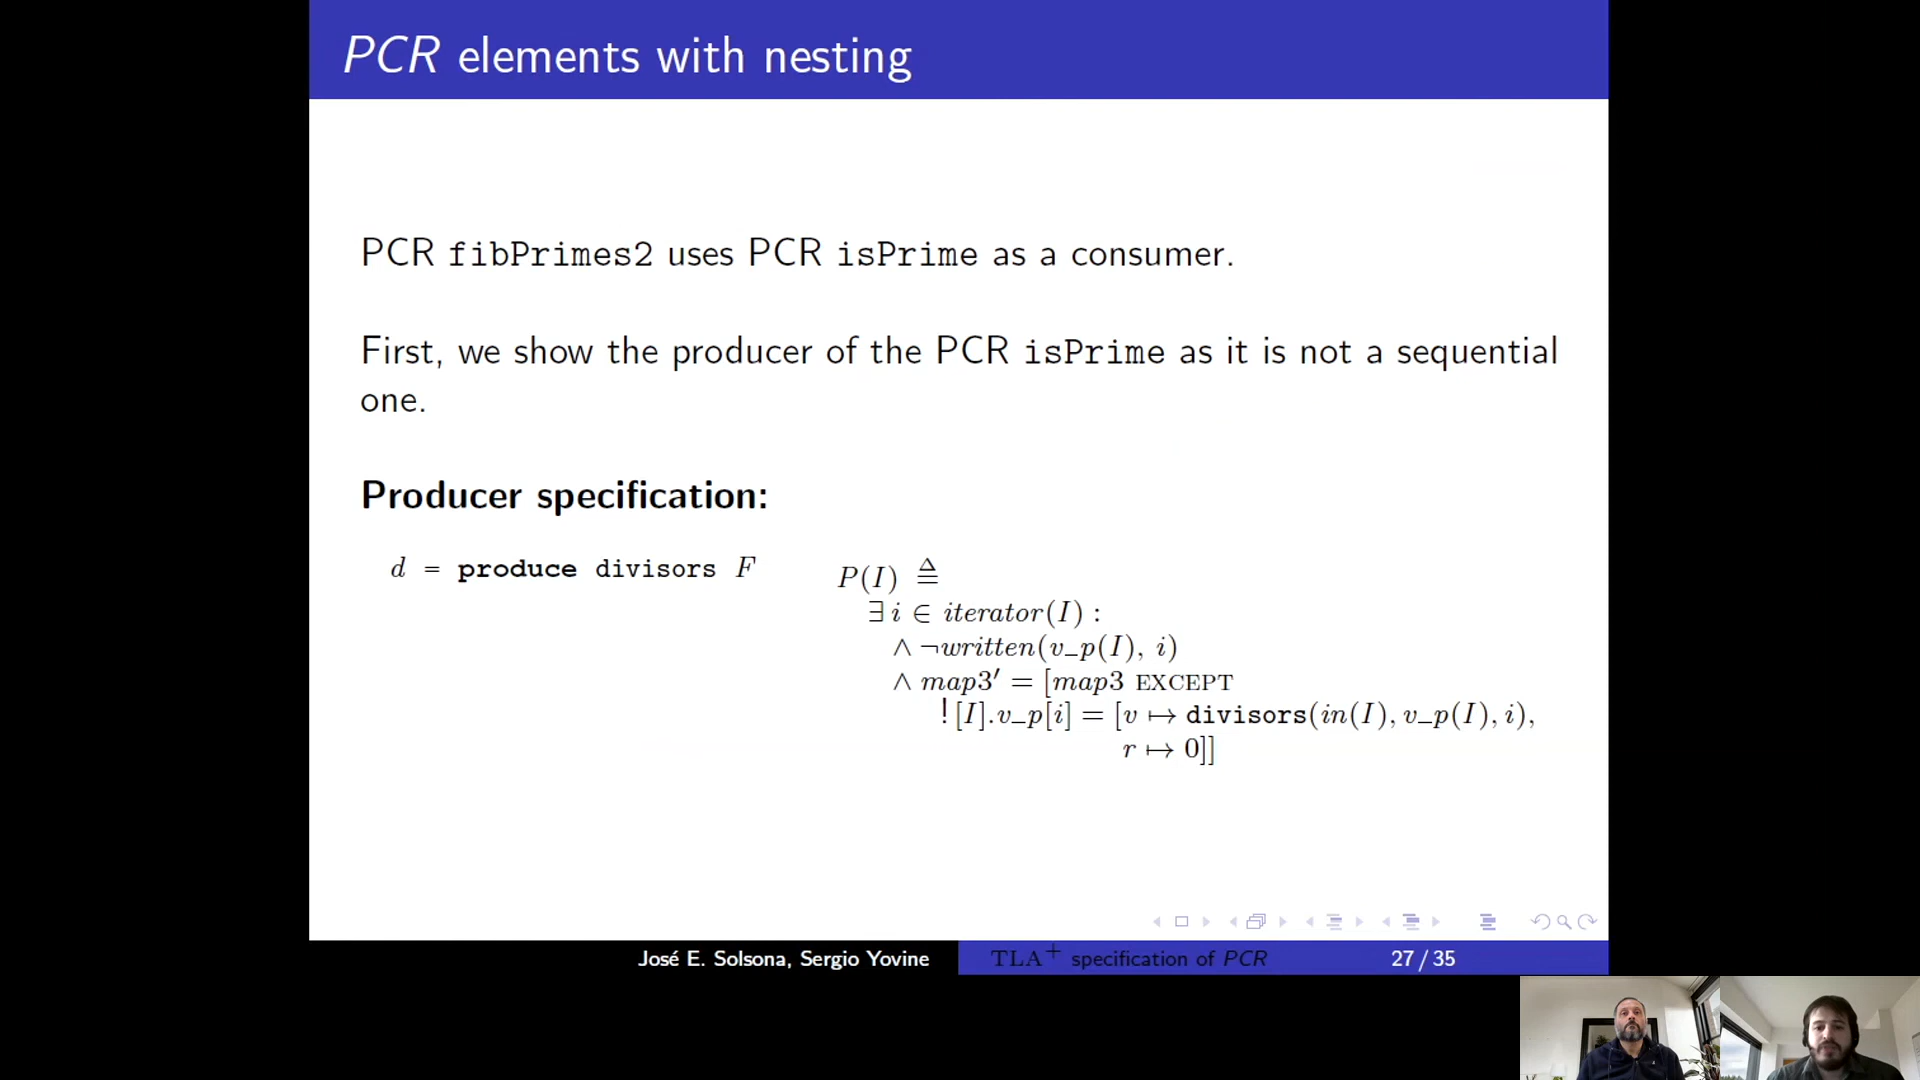 PCR elements with nesting
PCR fibPrimes2 uses PCR isPrime as a consumer.
First, we show the producer of the PCR isPrime as it is not a sequential
one.
Producer specification:
d = produce divisors F
P(I) ≜
∃ i ∈ iterator(I) :
∧ ¬written(v_p(I), i)
∧ map3′ = [map3 EXCEPT
![I].v_p[i] = [v ↦ divisors(in(I), v_p(I), i),
r ↦ 0]]
José E. Solsona, Sergio Yovine
TLA+ specification of PCR
27 / 35